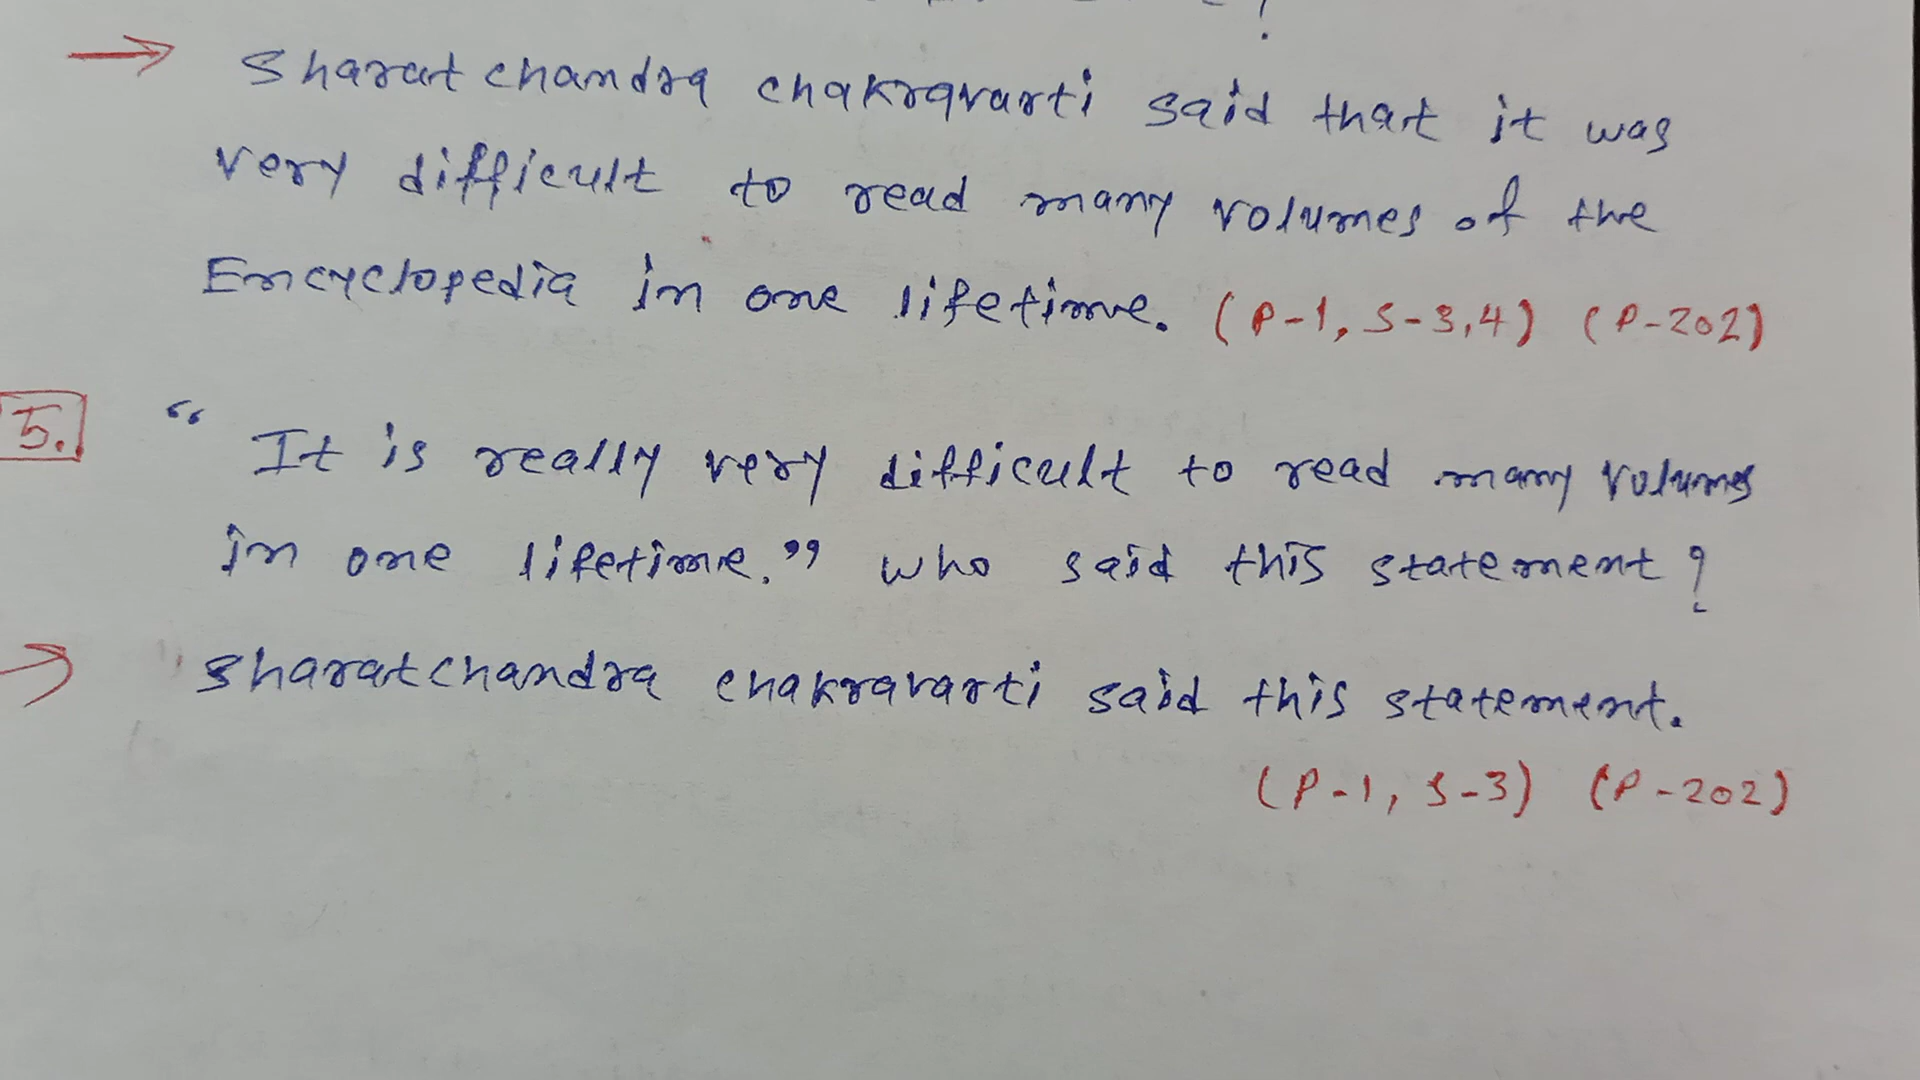 → Sharatchandra chakravarti said that it was
very difficult to read many volumes of the
Encyclopedia in one lifetime. (P-1, S-3,4) (P-202)
5. “ It is really very difficult to read many volumes
in one lifetime.” who said this statement?
→ Sharatchandra chakravarti said this statement.
(P-1, S-3) (P-202)